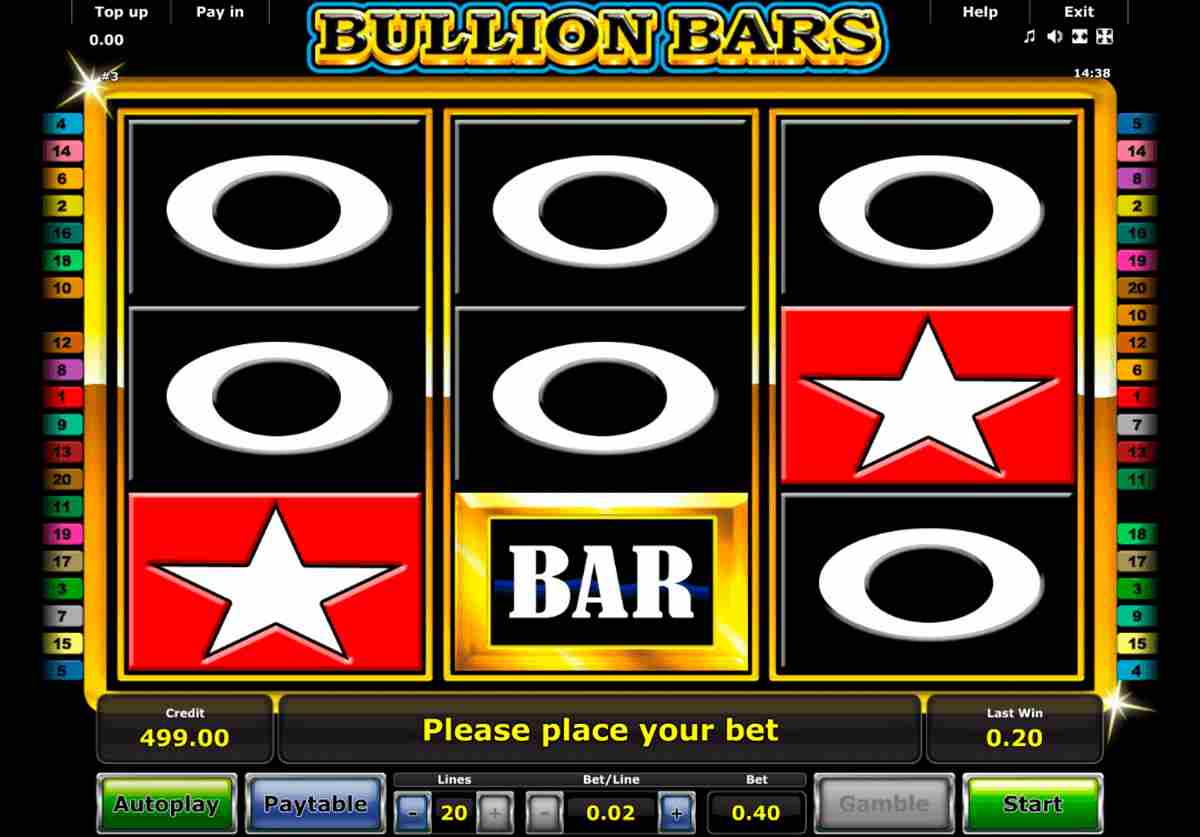 Top up
Pay in
BULLION BARS
Help
Exit
0.00
#3
14:38
4
14
6
2
16
18
10
12
8
1
9
13
20
11
19
17
3
7
15
5
5
14
8
2
16
19
20
10
12
6
1
7
13
11
18
17
3
9
15
4
BAR
Credit
499.00
Please place your bet
Last Win
0.20
Autoplay
Paytable
Lines
- 20 +
Bet/Line
- 0.02 +
Bet
0.40
Gamble
Start